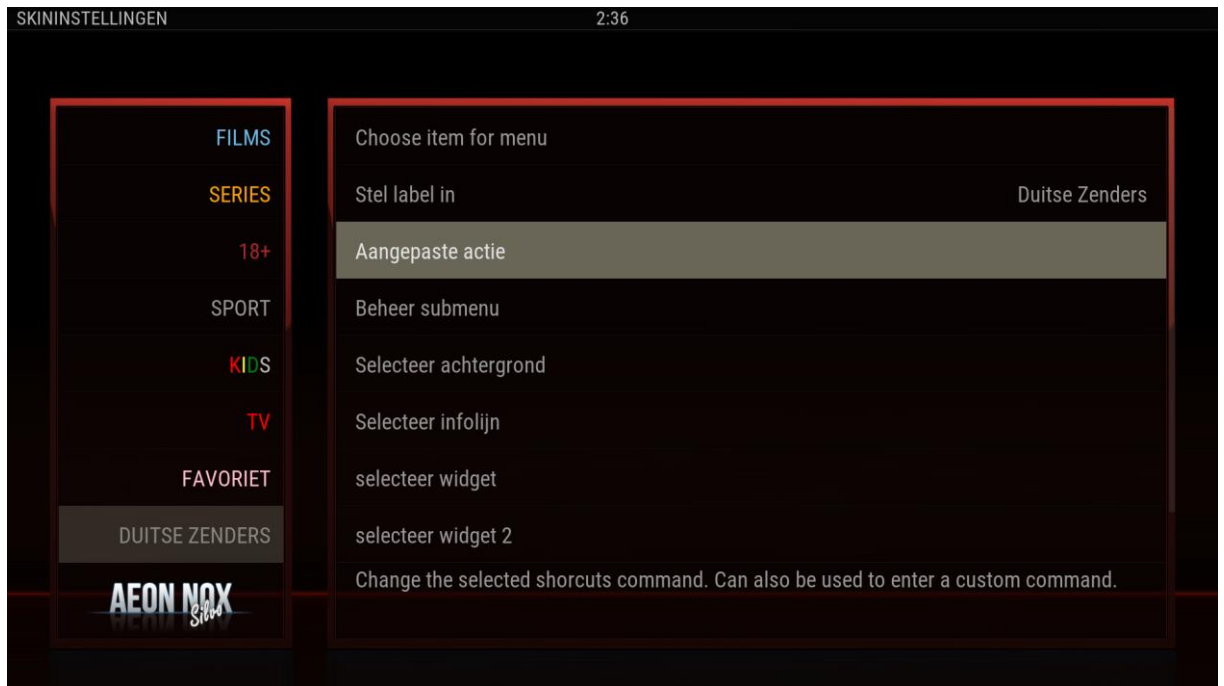 SKININSTELLINGEN 2:36
FILMS
SERIES
18+
SPORT
KIDS
TV
FAVORIET
DUITSE ZENDERS
AEON NOX
Silvo
Choose item for menu
Stel label in Duitse Zenders
Aangepaste actie
Beheer submenu
Selecteer achtergrond
Selecteer infolijn
selecteer widget
selecteer widget 2
Change the selected shorcuts command. Can also be used to enter a custom command.